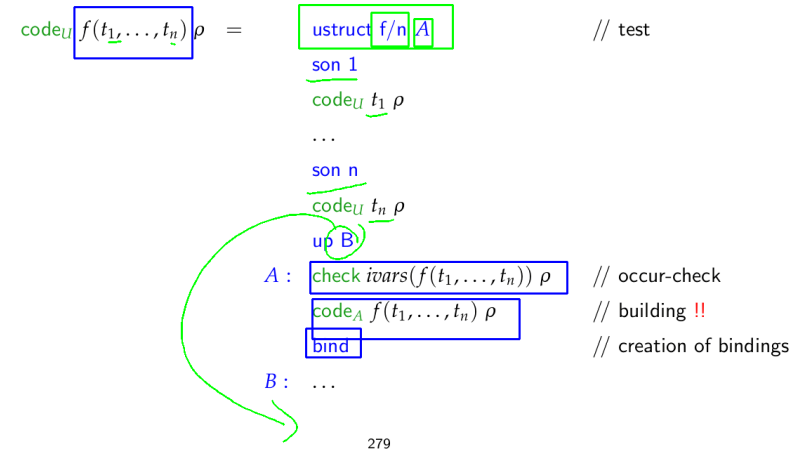 code_U f(t_1, . . . , t_n) ρ = ustruct f/n A // test
son 1
code_U t_1 ρ
. . .
son n
code_U t_n ρ
up B
A : check ivars(f(t_1, . . . , t_n)) ρ // occur-check
code_A f(t_1, . . . , t_n) ρ // building !!
bind // creation of bindings
B : . . .
279